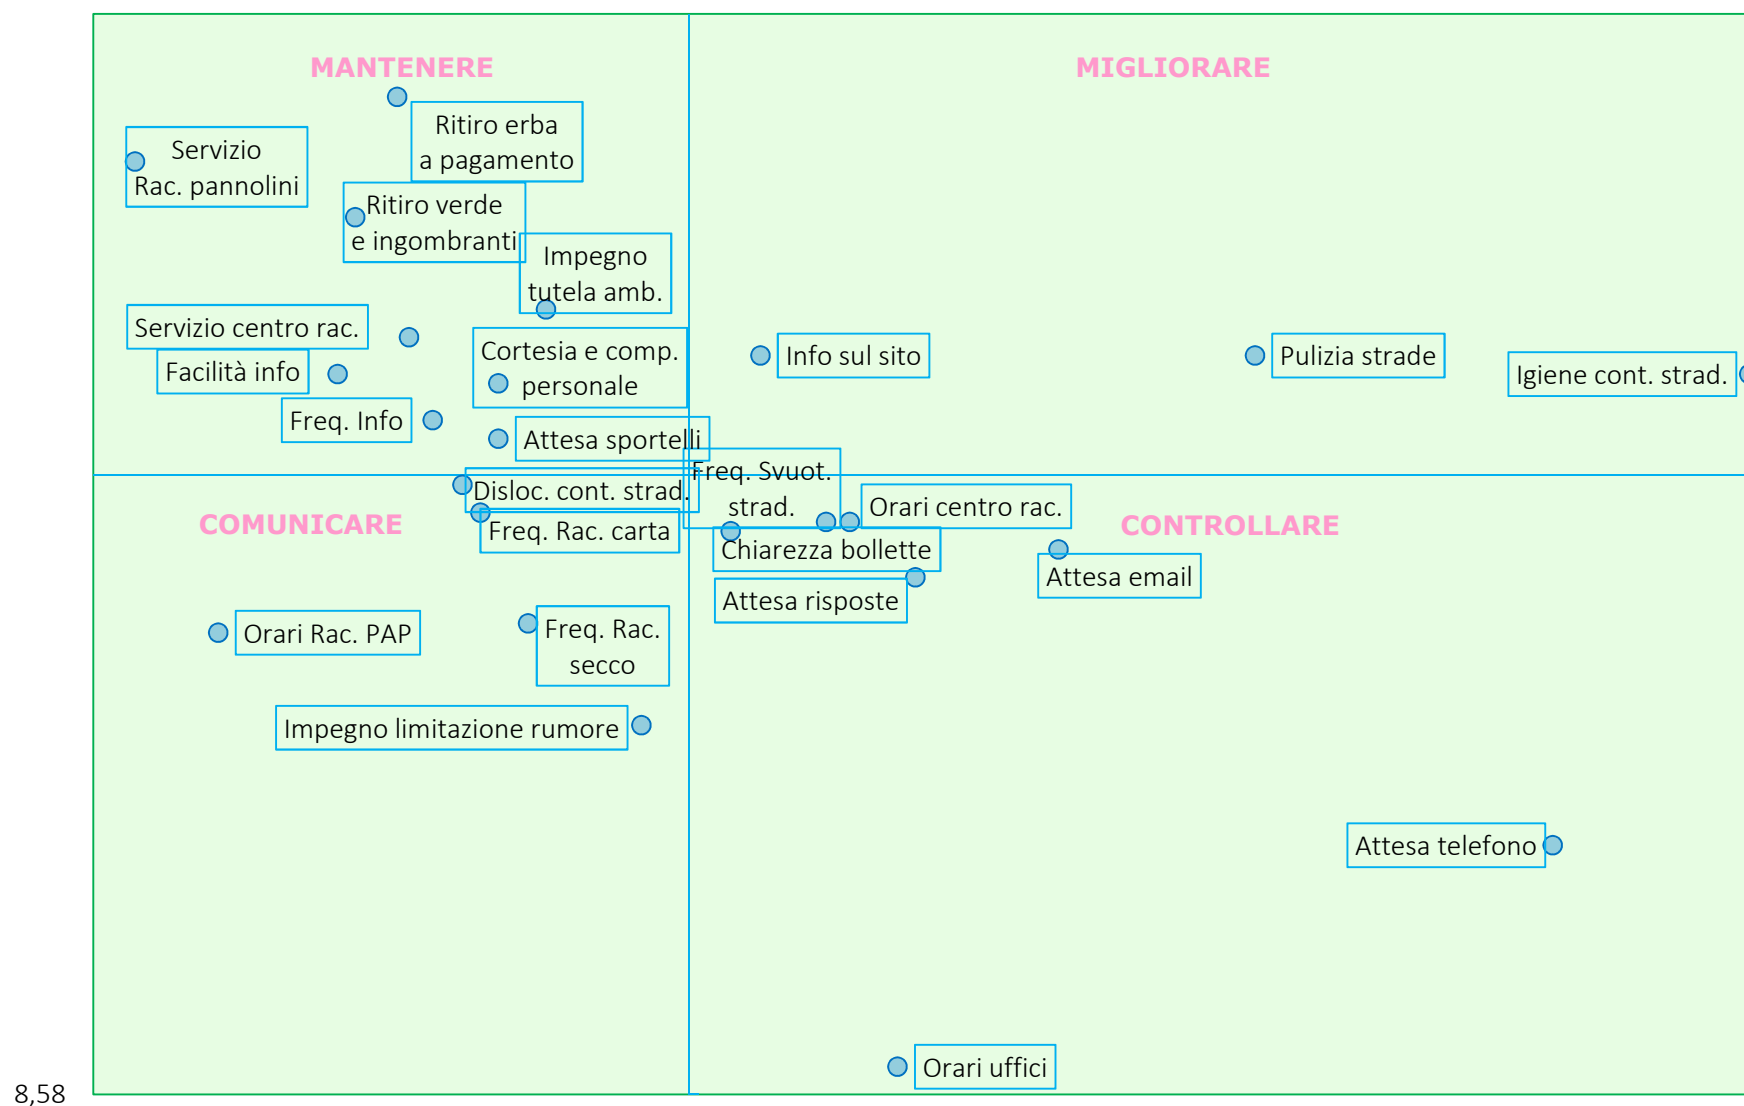 MANTENERE
MIGLIORARE
Ritiro erba
a pagamento
Servizio
Rac. pannolini
Ritiro verde
e ingombranti
Impegno
tutela amb.
Servizio centro rac.
Facilità info
Cortesia e comp.
personale
Info sul sito
Pulizia strade
Igiene cont. strad.
Freq. Info
Attesa sportelli
Freq. Svuot.
strad.
Disloc. cont. strad.
Freq. Rac. carta
Orari centro rac.
COMUNICARE
CONTROLLARE
Chiarezza bollette
Attesa email
Attesa risposte
Orari Rac. PAP
Freq. Rac.
secco
Impegno limitazione rumore
Attesa telefono
Orari uffici
8,58